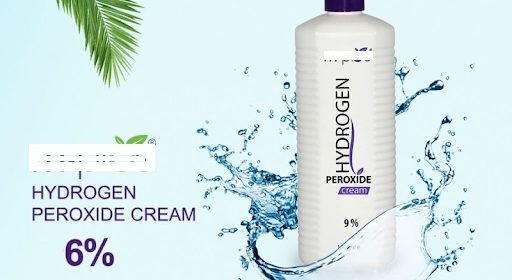 ®
HYDROGEN
PEROXIDE CREAM
6%
HYDROGEN
PEROXIDE
cream
9%